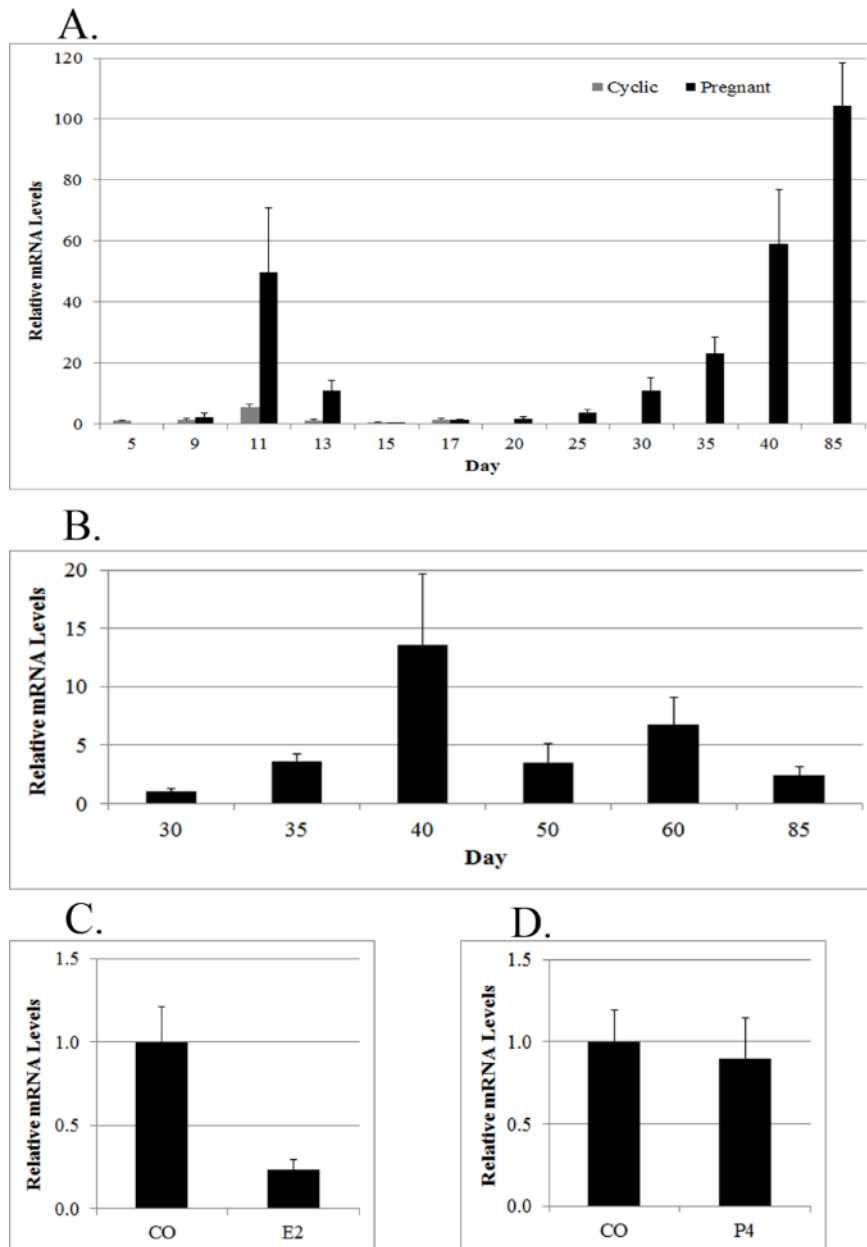 A.
120
100
80
60
40
20
0
Relative mRNA Levels
Cyclic Pregnant
5 9 11 13 15 17 20 25 30 35 40 85
Day
B.
20
15
10
5
0
Relative mRNA Levels
30 35 40 50 60 85
Day
C.
1.5
1.0
0.5
0.0
Relative mRNA Levels
CO E2
D.
1.5
1.0
0.5
0.0
Relative mRNA Levels
CO P4